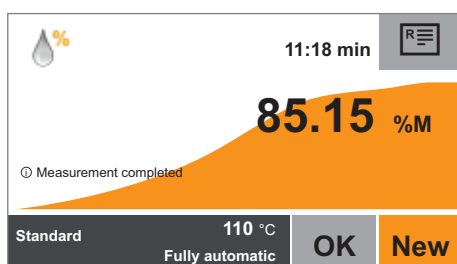 %
11:18 min
R
85.15 %M
ⓘ Measurement completed
Standard
110 °C
Fully automatic
OK
New